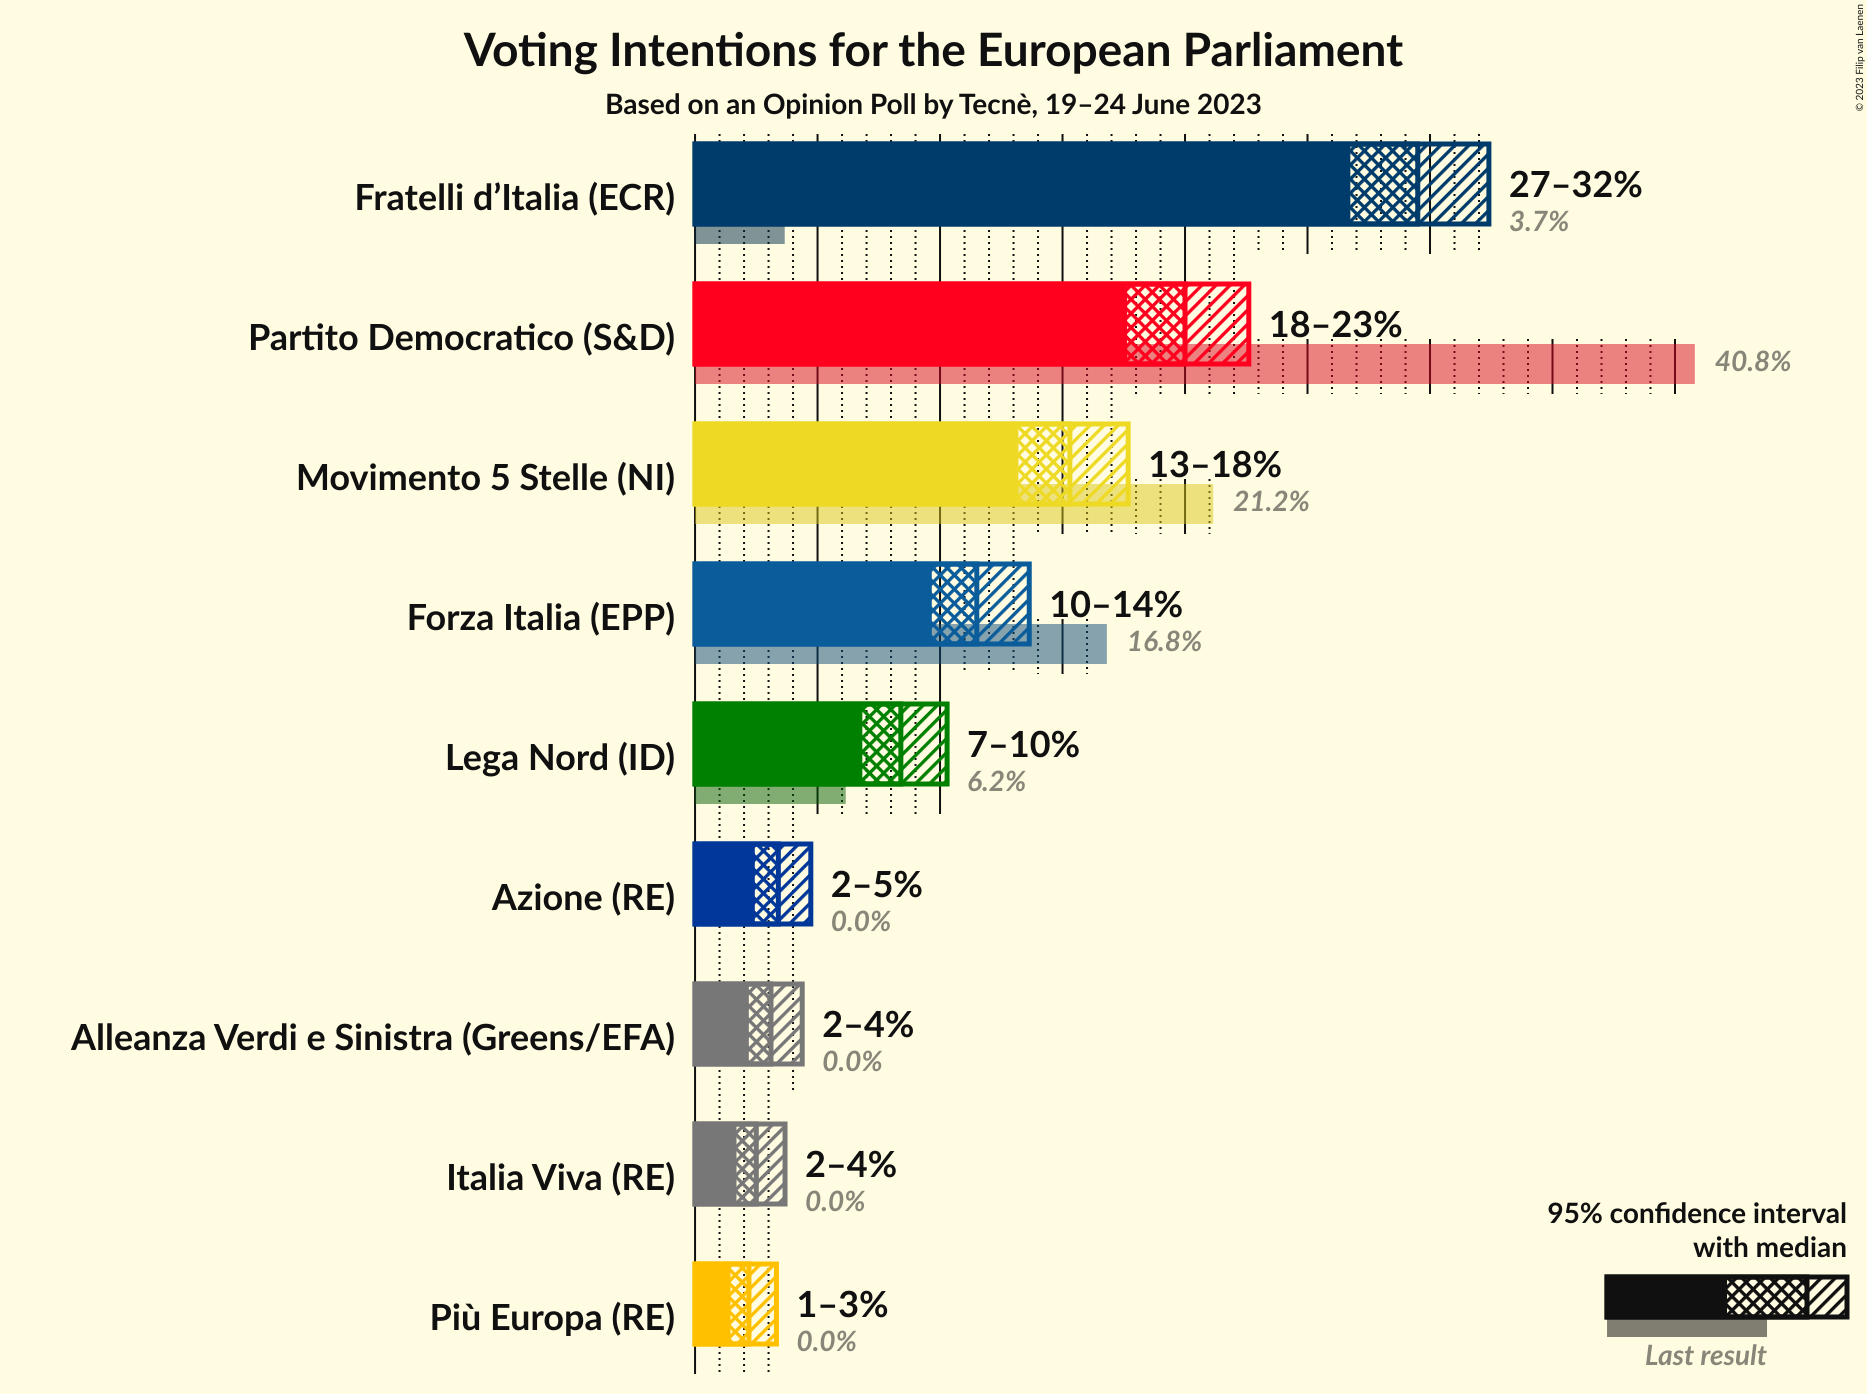 Voting Intentions for the European Parliament
Based on an Opinion Poll by Tecnè, 19–24 June 2023
© 2023 Filip van Laenen
Fratelli d’Italia (ECR)
27–32%
3.7%
Partito Democratico (S&D)
18–23%
40.8%
Movimento 5 Stelle (NI)
13–18%
21.2%
Forza Italia (EPP)
10–14%
16.8%
Lega Nord (ID)
7–10%
6.2%
Azione (RE)
2–5%
0.0%
Alleanza Verdi e Sinistra (Greens/EFA)
2–4%
0.0%
Italia Viva (RE)
2–4%
0.0%
Più Europa (RE)
1–3%
0.0%
95% confidence interval
with median
Last result